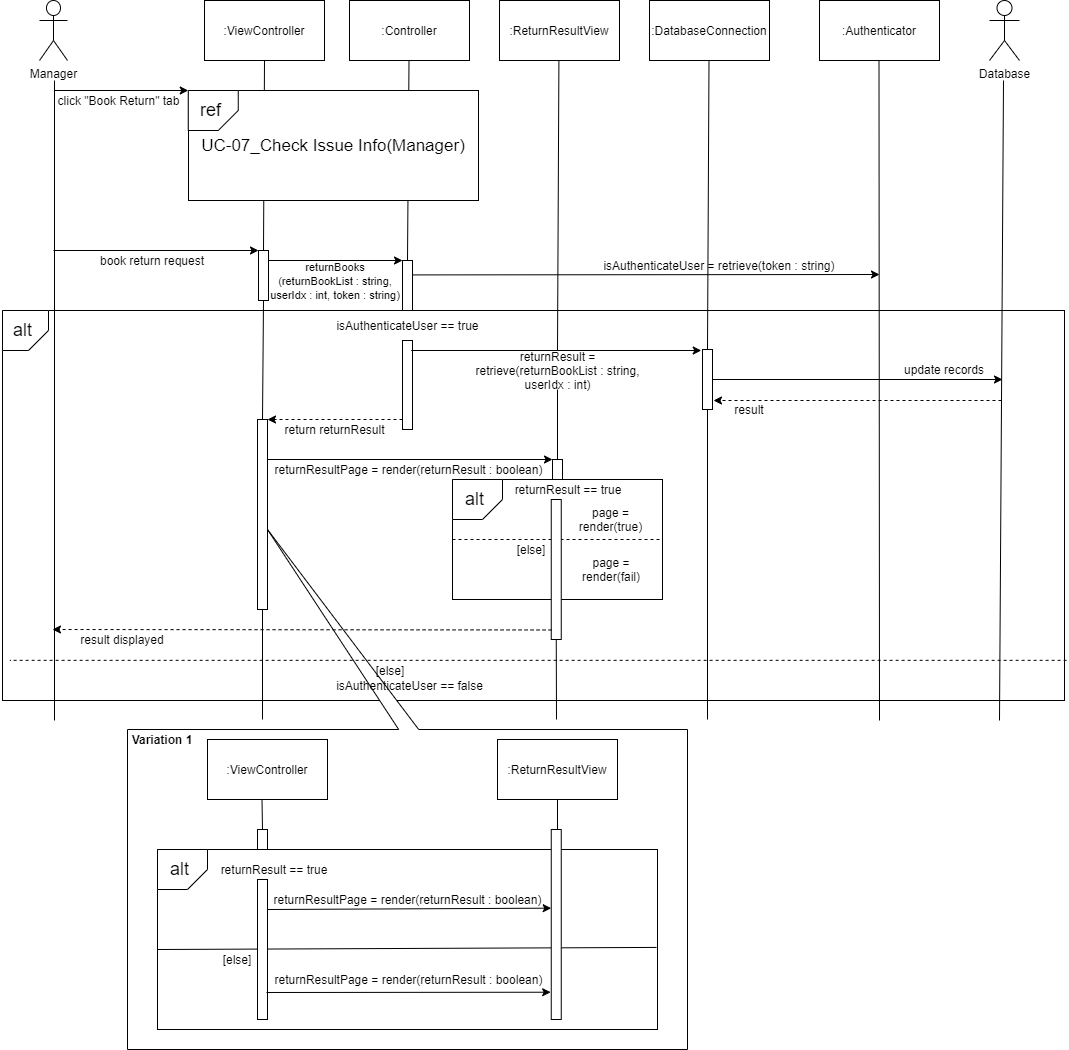 :ViewController
:Controller
:ReturnResultView
:DatabaseConnection
:Authenticator
Manager
Database
click "Book Return" tab
ref
UC-07_Check Issue Info(Manager)
book return request
returnBooks
(returnBookList : string,
userIdx : int, token : string)
isAuthenticateUser = retrieve(token : string)
alt
isAuthenticateUser == true
returnResult =
retrieve(returnBookList : string,
userIdx : int)
update records
result
return returnResult
returnResultPage = render(returnResult : boolean)
alt
returnResult == true
page =
render(true)
[else]
page =
render(fail)
result displayed
[else]
isAuthenticateUser == false
Variation 1
:ViewController
:ReturnResultView
alt
returnResult == true
returnResultPage = render(returnResult : boolean)
[else]
returnResultPage = render(returnResult : boolean)